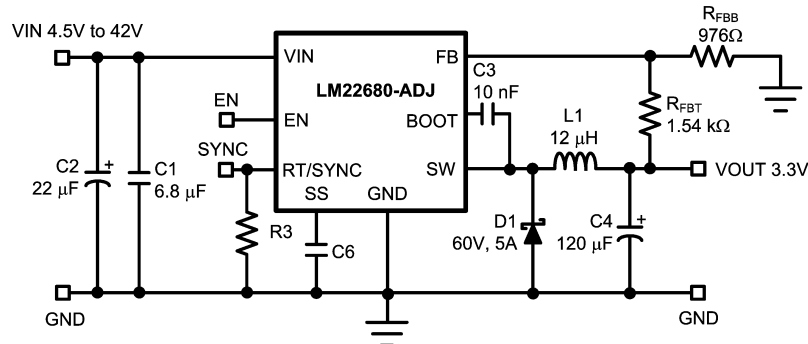 VIN 4.5V to 42V
VIN
FB
LM22680-ADJ
RFBB
976Ω
C3
10 nF
EN
EN
BOOT
L1
12 μH
RFBT
1.54 kΩ
SYNC
RT/SYNC
SW
VOUT 3.3V
C2
22 μF
+
C1
6.8 μF
SS
GND
R3
C6
D1
60V, 5A
C4
120 μF
+
GND
GND